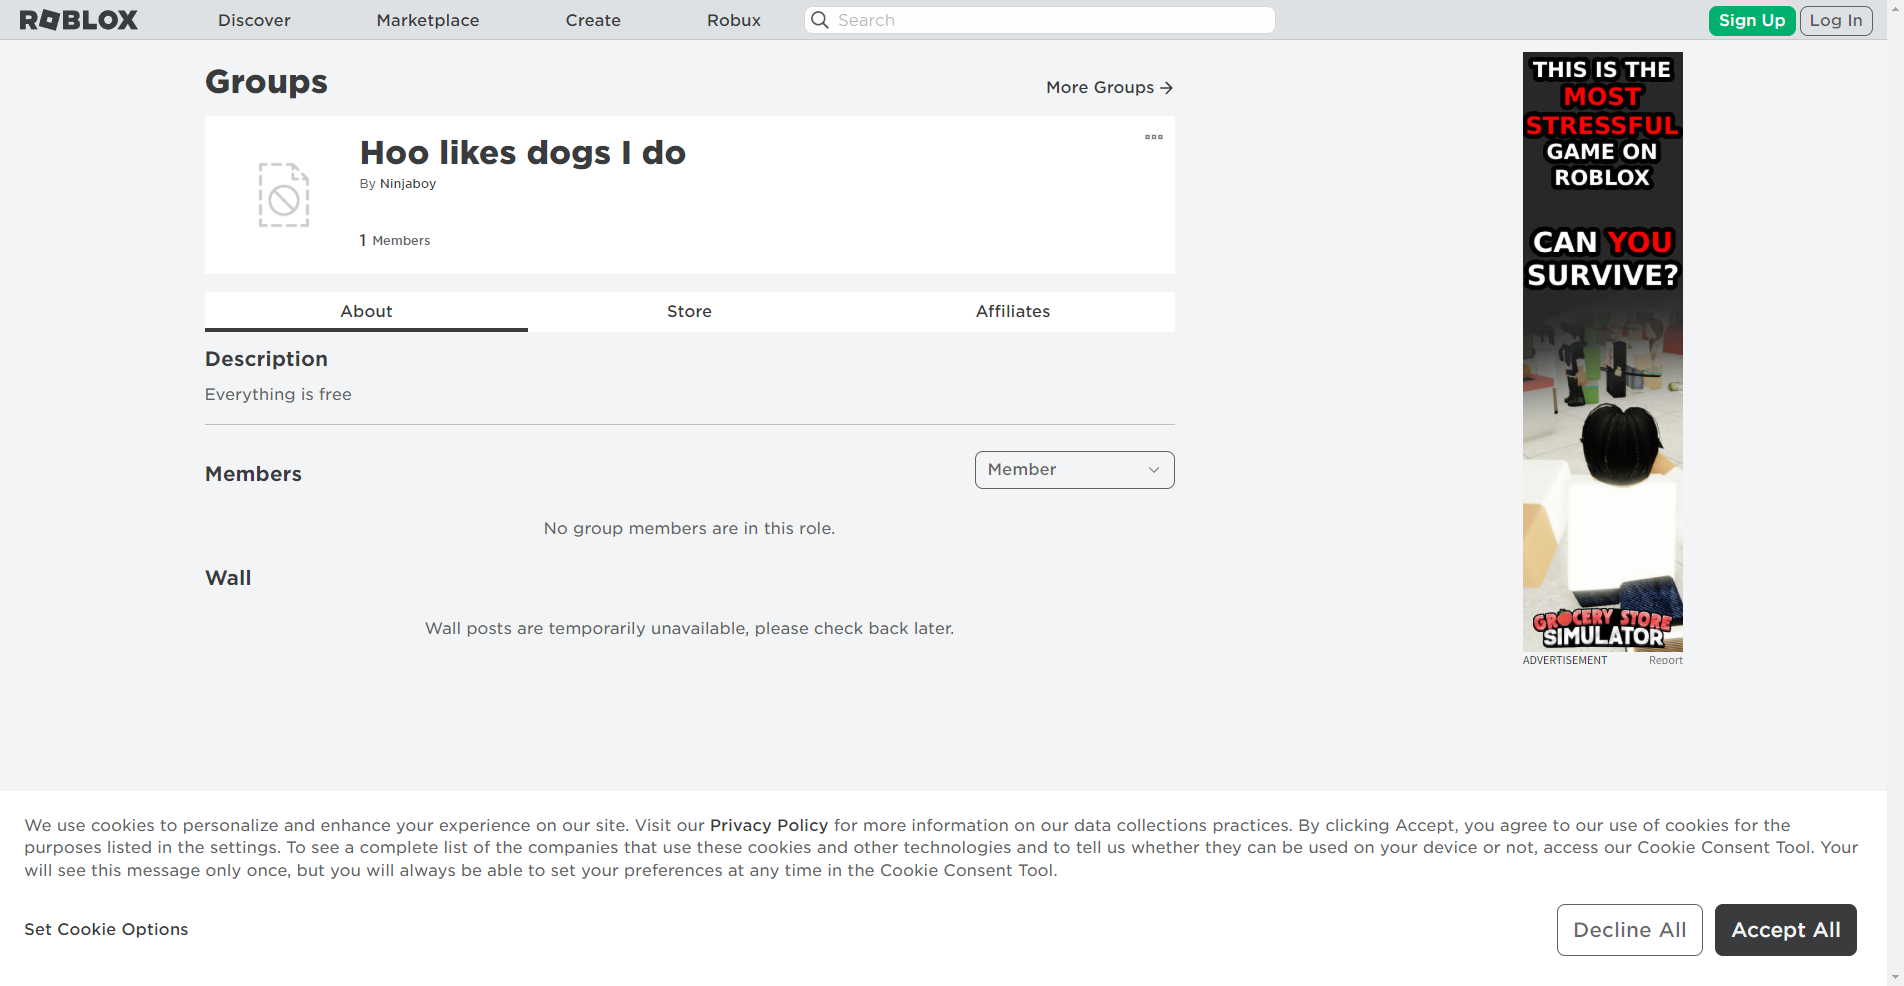 ROBLOX
Discover
Marketplace
Create
Robux
Search
Sign Up
Log In
Groups
More Groups →
Hoo likes dogs I do
By Ninjaboy
1 Members
About
Store
Affiliates
Description
Everything is free
Members
Member
No group members are in this role.
Wall
Wall posts are temporarily unavailable, please check back later.
THIS IS THE
MOST
STRESSFUL
GAME ON
ROBLOX
CAN YOU
SURVIVE?
GROCERY STORE
SIMULATOR
ADVERTISEMENT
Report
We use cookies to personalize and enhance your experience on our site. Visit our Privacy Policy for more information on our data collections practices. By clicking Accept, you agree to our use of cookies for the
purposes listed in the settings. To see a complete list of the companies that use these cookies and other technologies and to tell us whether they can be used on your device or not, access our Cookie Consent Tool. Your
will see this message only once, but you will always be able to set your preferences at any time in the Cookie Consent Tool.
Set Cookie Options
Decline All
Accept All